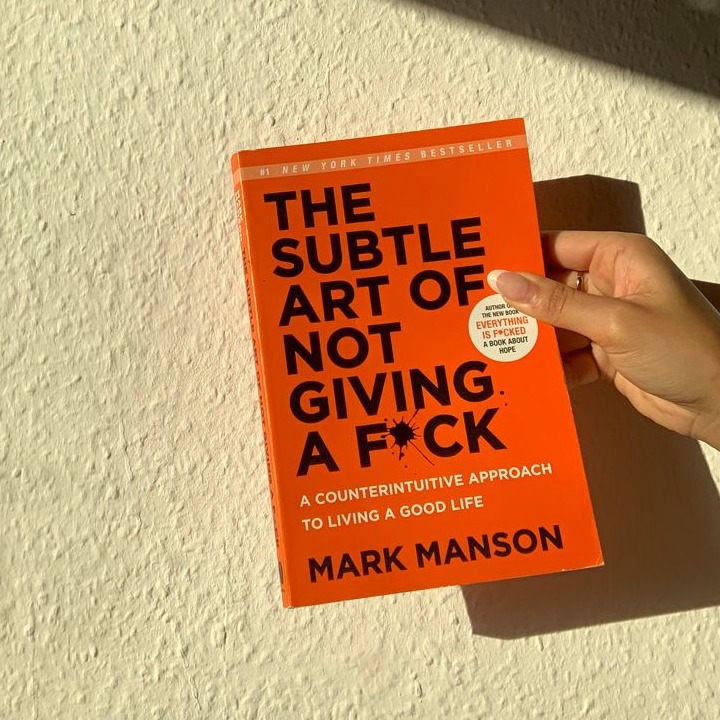 #1 NEW YORK TIMES BESTSELLER
THE
SUBTLE
ART OF
NOT
GIVING
A F*CK
AUTHOR OF
THE NEW BOOK
EVERYTHING
IS F*CKED
A BOOK ABOUT
HOPE
A COUNTERINTUITIVE APPROACH
TO LIVING A GOOD LIFE
MARK MANSON